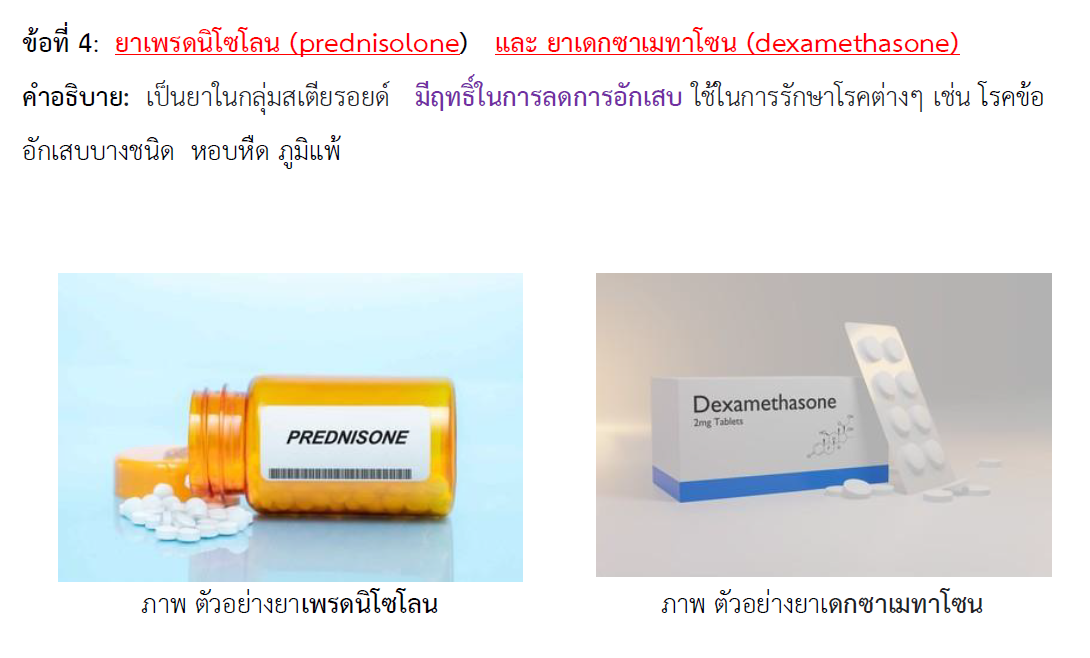 ข้อที่ 4: ยาเพรดนิโซโลน (prednisolone) และ ยาเดกซาเมทาโซน (dexamethasone)
คำอธิบาย: เป็นยาในกลุ่มสเตียรอยด์ มีฤทธิ์ในการลดการอักเสบ ใช้ในการรักษาโรคต่างๆ เช่น โรคข้อ
อักเสบบางชนิด หอบหืด ภูมิแพ้
PREDNISONE
Dexamethasone
2mg Tablets
ภาพ ตัวอย่างยาเพรดนิโซโลน
ภาพ ตัวอย่างยาเดกซาเมทาโซน